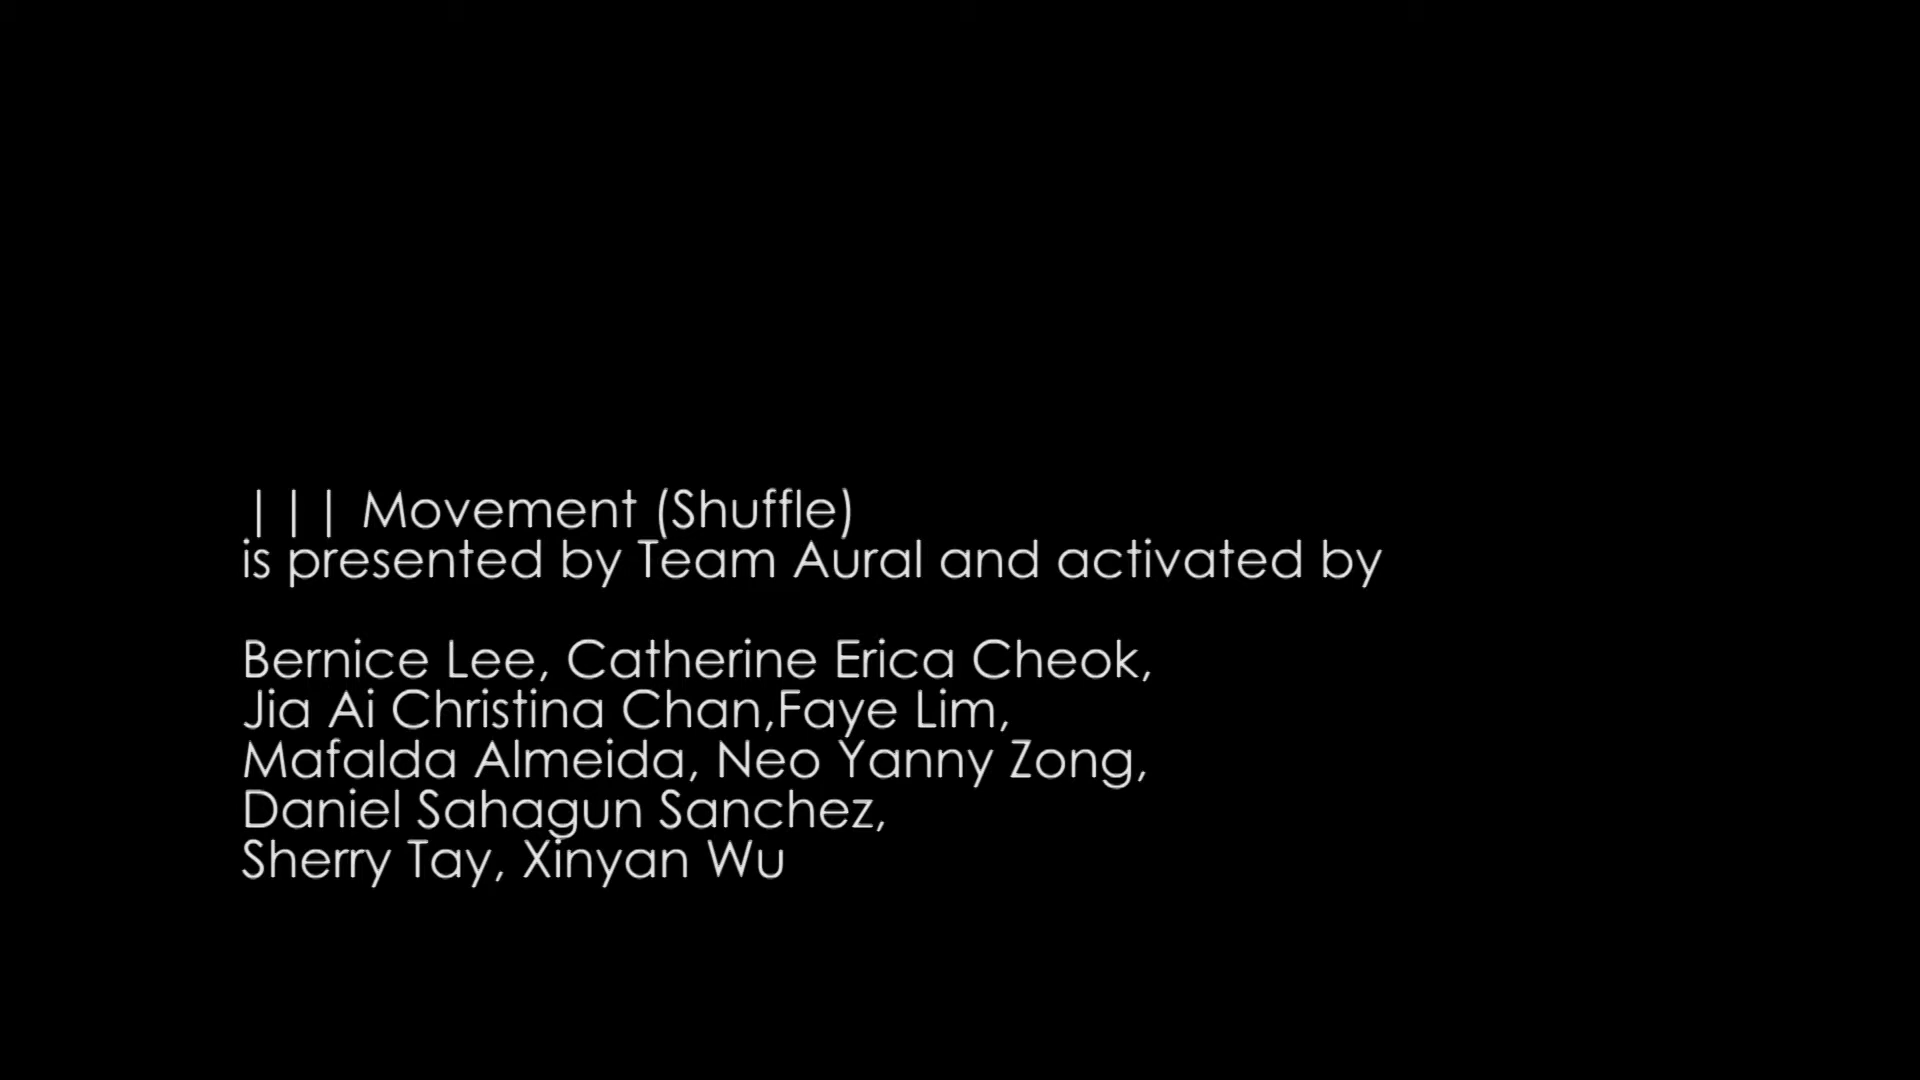 ||| Movement (Shuffle)
is presented by Team Aural and activated by
Bernice Lee, Catherine Erica Cheok,
Jia Ai Christina Chan,Faye Lim,
Mafalda Almeida, Neo Yanny Zong,
Daniel Sahagun Sanchez,
Sherry Tay, Xinyan Wu